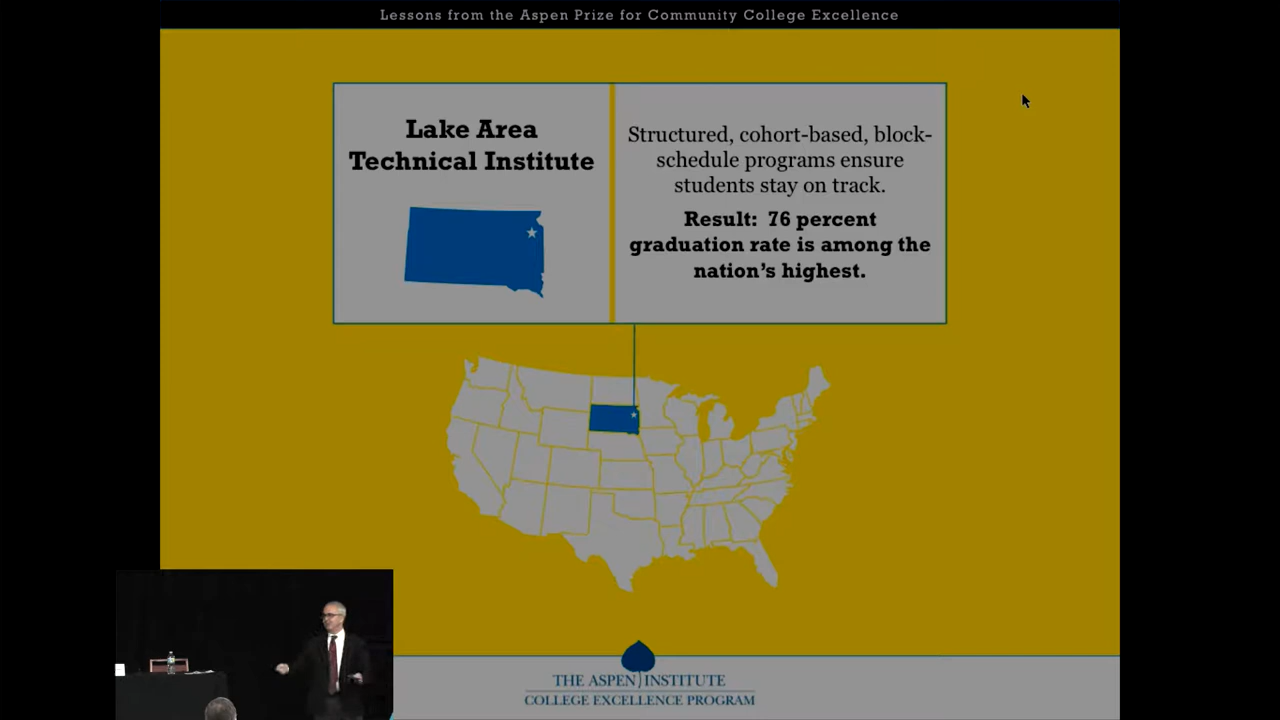 Lessons from the Aspen Prize for Community College Excellence
Lake Area
Technical Institute
Structured, cohort-based, block-
schedule programs ensure
students stay on track.
Result: 76 percent
graduation rate is among the
nation's highest.
THE ASPEN INSTITUTE
COLLEGE EXCELLENCE PROGRAM